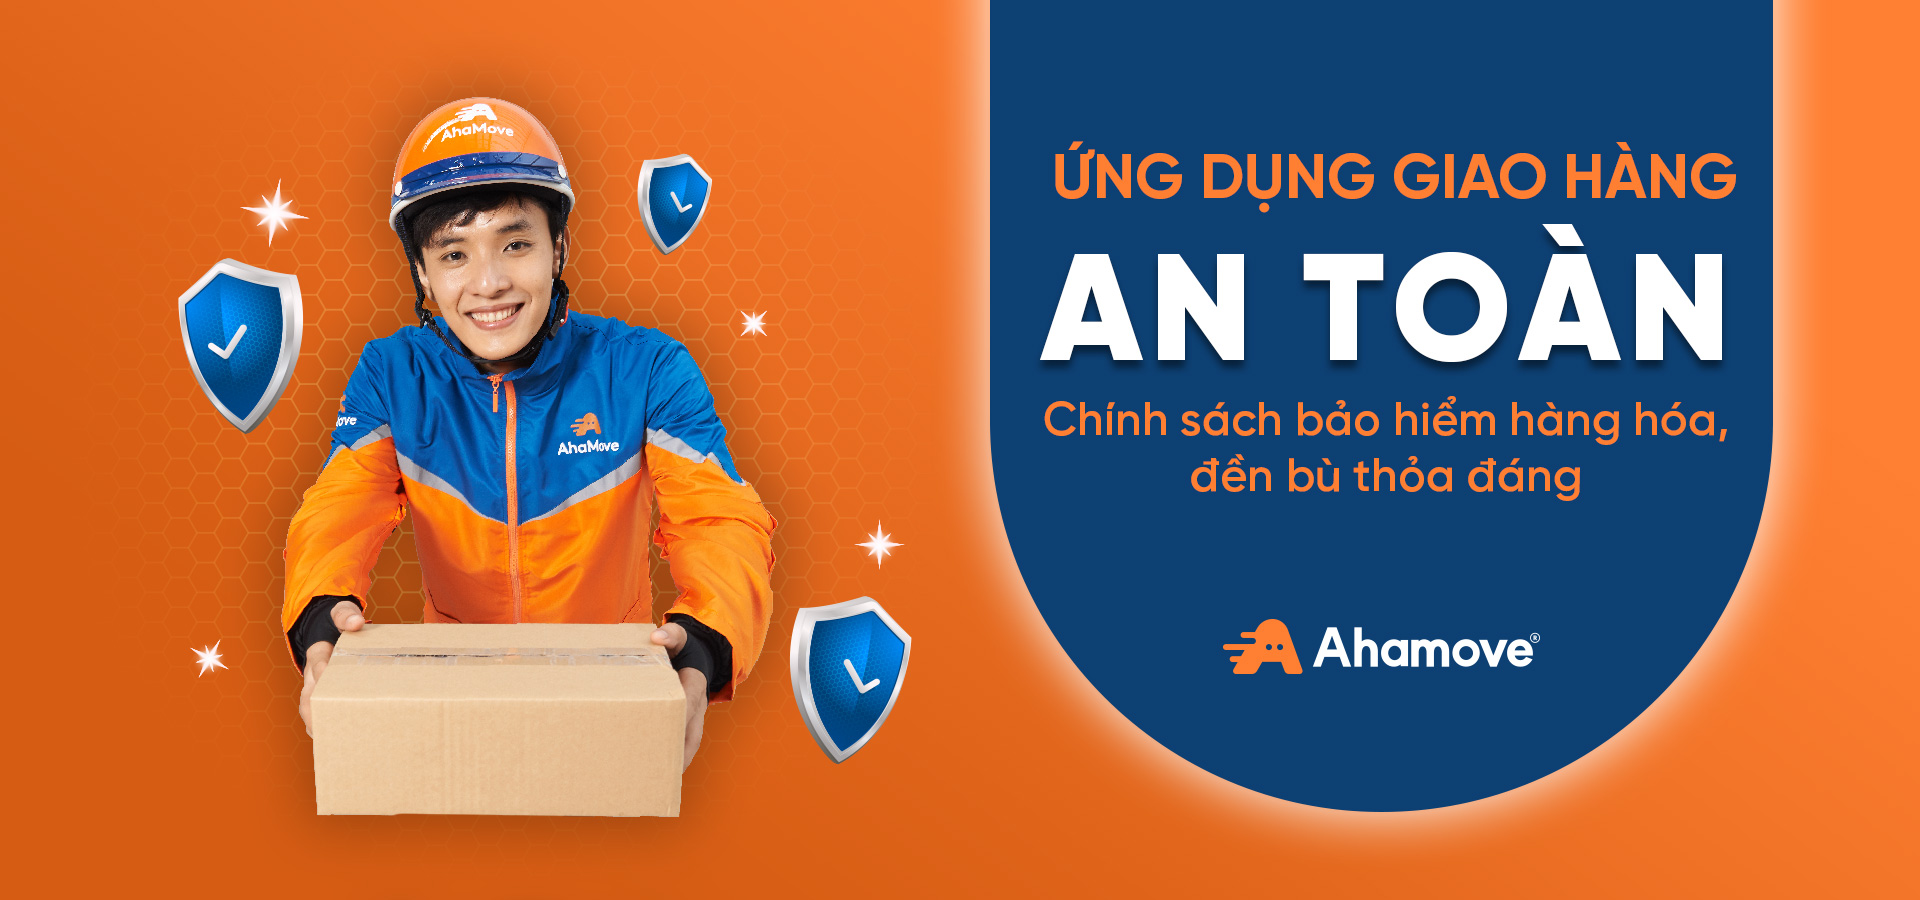 AhaMove
AhaMove
ỨNG DỤNG GIAO HÀNG
AN TOÀN
Chính sách bảo hiểm hàng hóa,
đền bù thỏa đáng
Ahamove®